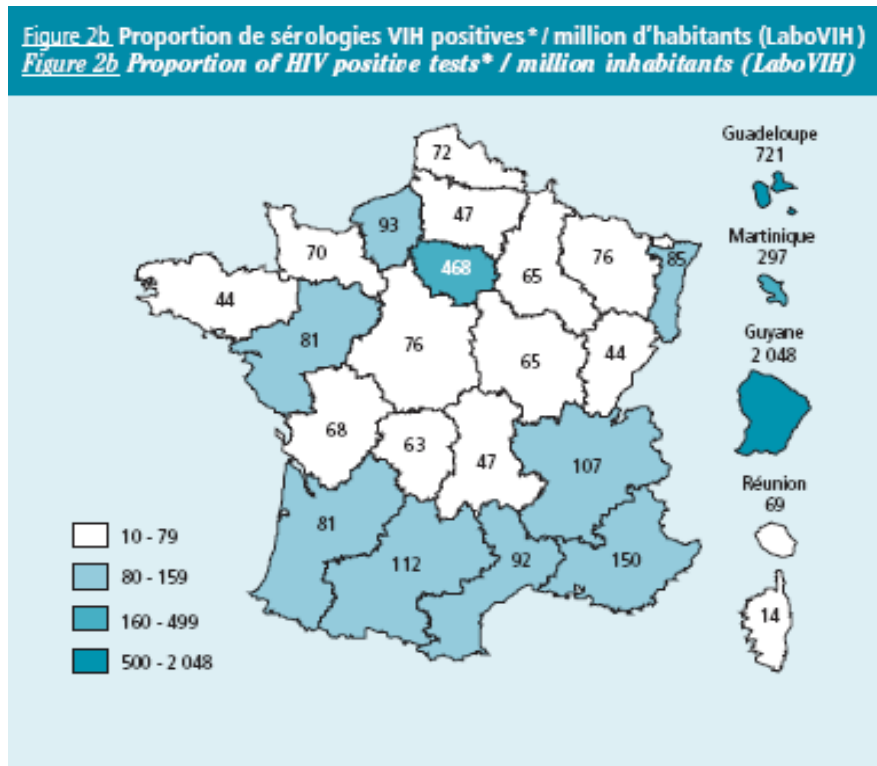 Figure 2b Proportion de sérologies VIH positives* / million d'habitants (LaboVIH)
Figure 2b Proportion of HIV positive tests* / million inhabitants (LaboVIH)
Guadeloupe
721
72
47
93
Martinique
297
70
468
65
76
85
44
Guyane
2 048
81
76
65
44
68
63
47
107
Réunion
69
81
112
92
150
14
10 - 79
80 - 159
160 - 499
500 - 2 048